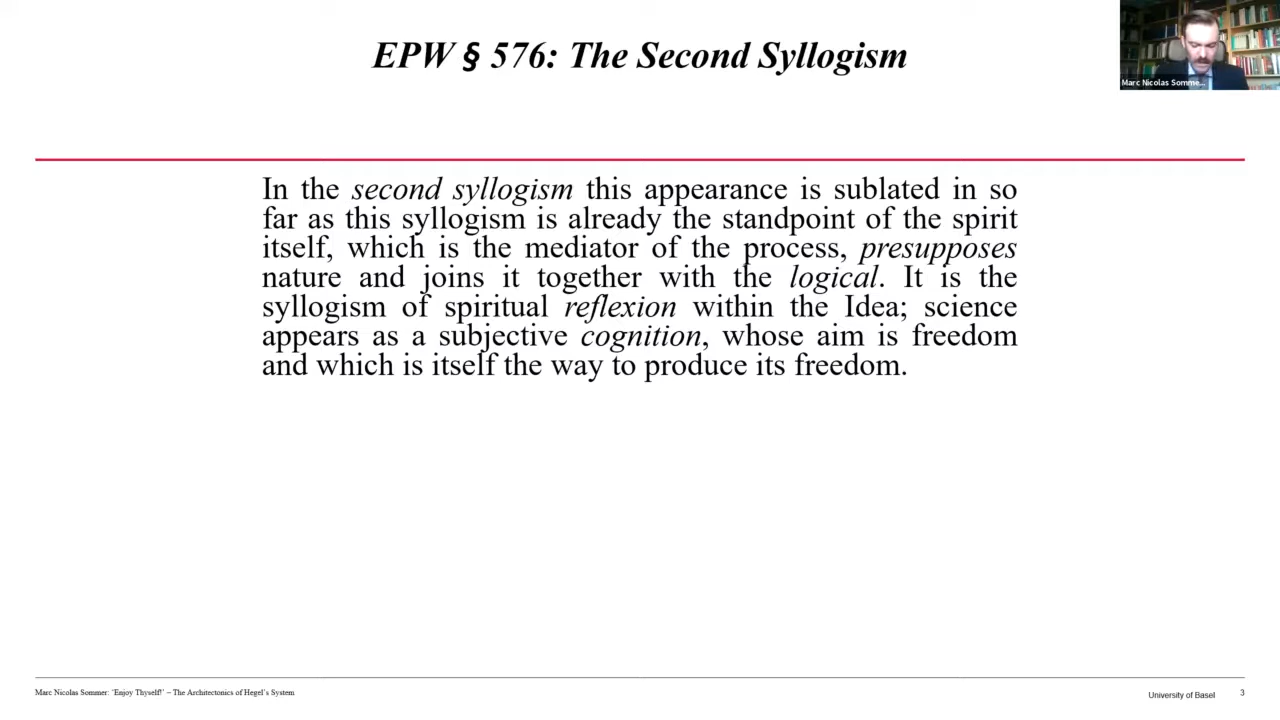 EPW § 576: The Second Syllogism
Marc Nicolas Somme...
In the second syllogism this appearance is sublated in so
far as this syllogism is already the standpoint of the spirit
itself, which is the mediator of the process, presupposes
nature and joins it together with the logical. It is the
syllogism of spiritual reflexion within the Idea; science
appears as a subjective cognition, whose aim is freedom
and which is itself the way to produce its freedom.
Marc Nicolas Sommer: ‘Enjoy Thyself!’ – The Architectonics of Hegel’s System
University of Basel
3